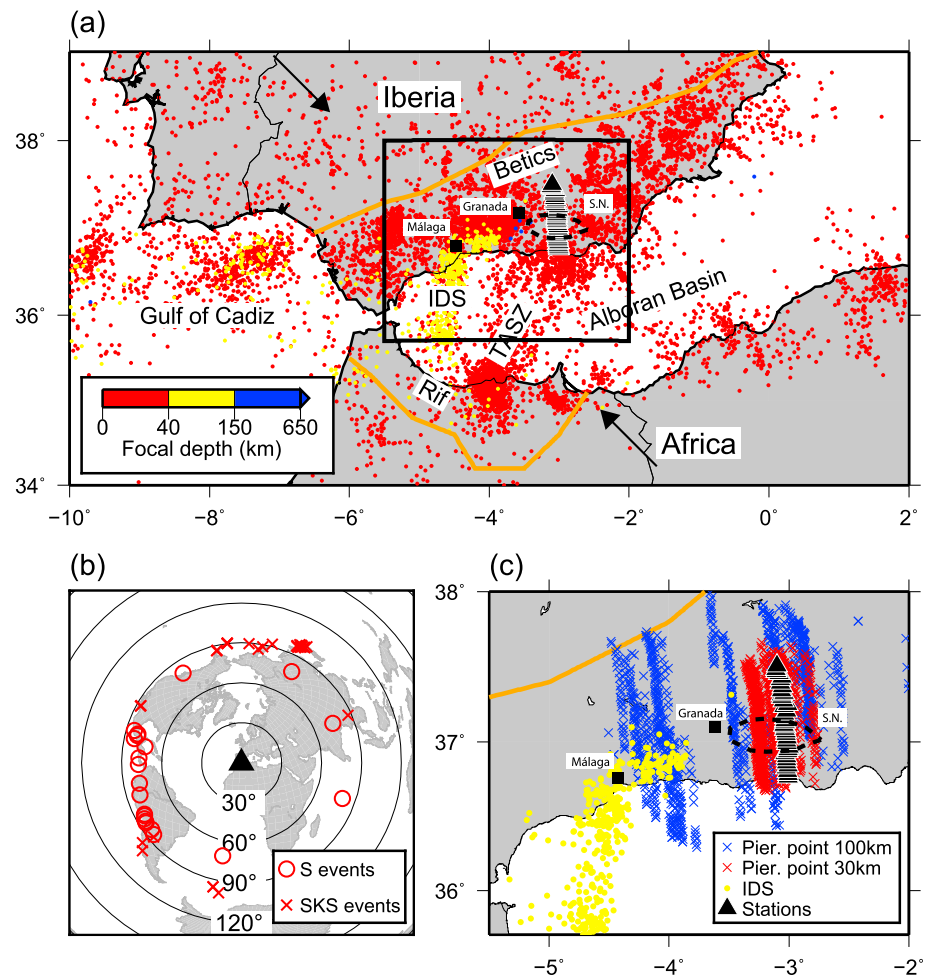 (a)
38°
36°
34°
Iberia
Betics
Granada
S.N.
Málaga
IDS
Gulf of Cadiz
TASZ
Alboran Basin
Rif
Africa
0 40 150 650
Focal depth (km)
−10° −8° −6° −4° −2° 0° 2°
(b)
30°
60°
90°
120°
S events
SKS events
(c)
38°
37°
36°
Granada
S.N.
Málaga
Pier. point 100km
Pier. point 30km
IDS
Stations
−5° −4° −3° −2°